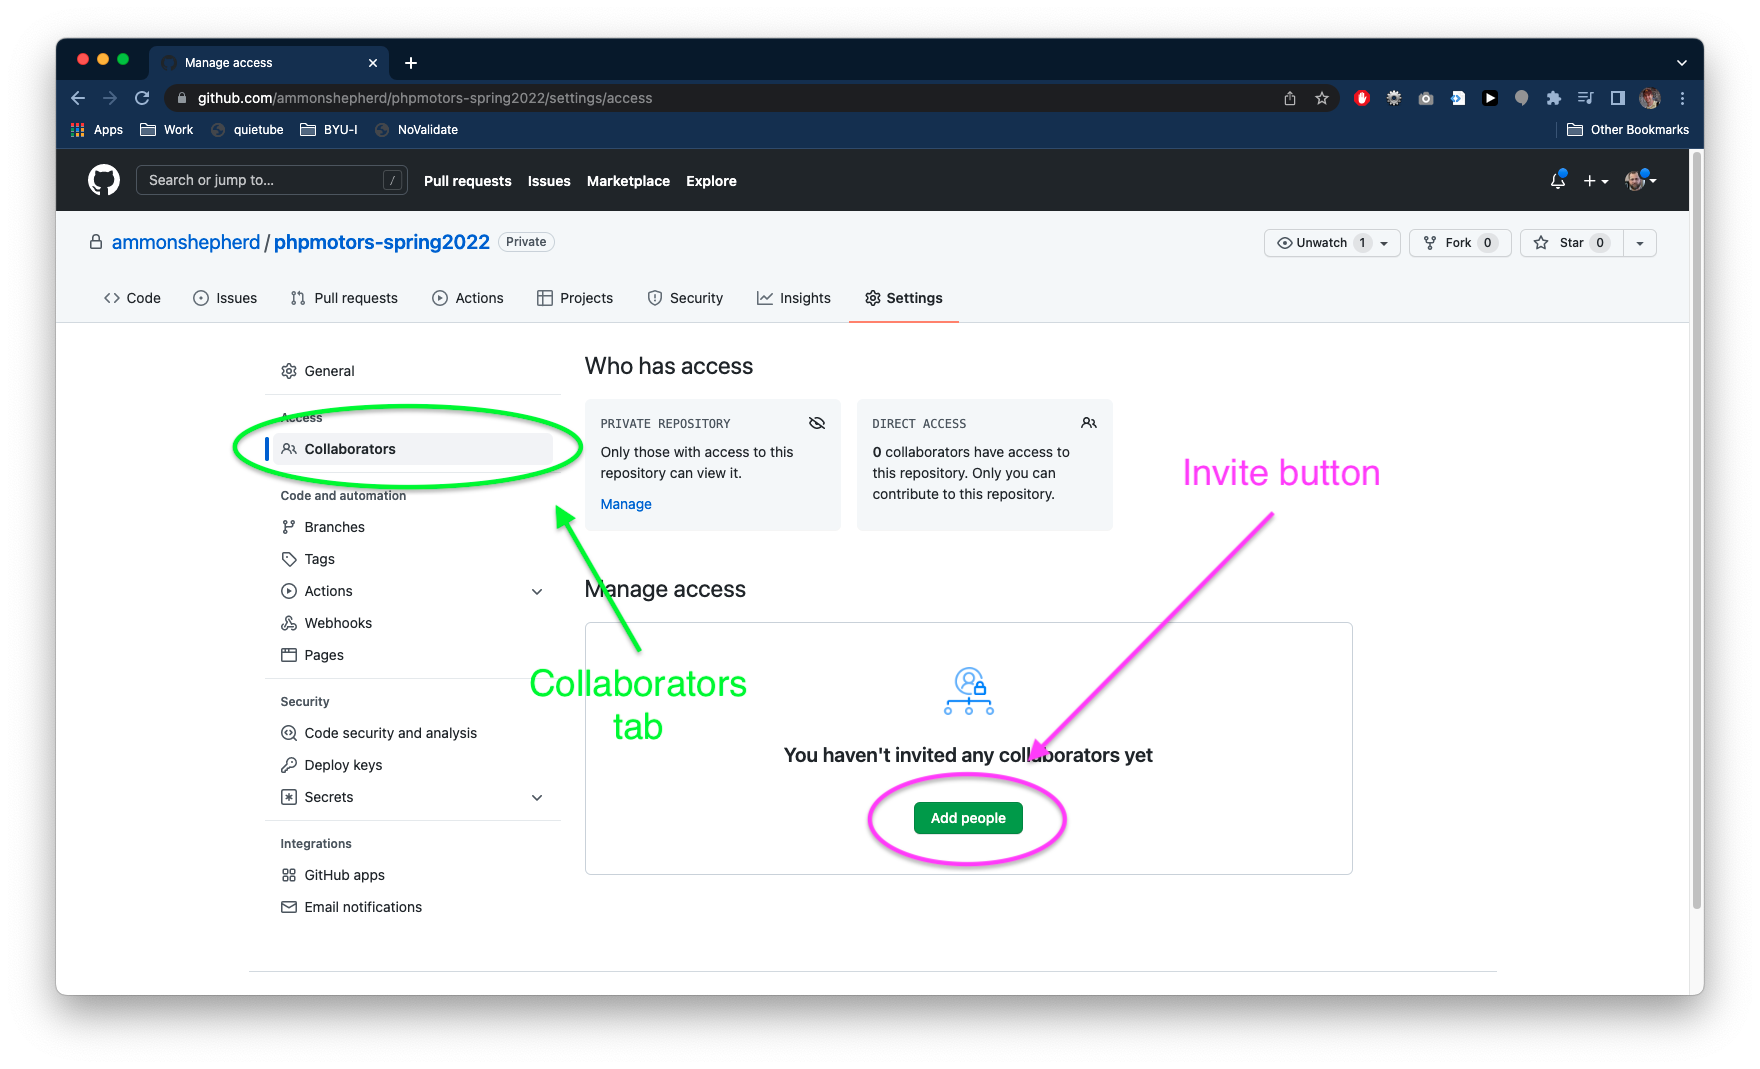 Manage access
github.com/ammonshepherd/phpmotors-spring2022/settings/access
Apps Work quietube BYU-I NoValidate Other Bookmarks
Search or jump to... / Pull requests Issues Marketplace Explore
ammonshepherd / phpmotors-spring2022 Private Unwatch 1 Fork 0 Star 0
Code Issues Pull requests Actions Projects Security Insights Settings
General
Access
Collaborators
Code and automation
Branches
Tags
Actions
Webhooks
Pages
Security
Code security and analysis
Deploy keys
Secrets
Integrations
GitHub apps
Email notifications
Who has access
PRIVATE REPOSITORY
Only those with access to this
repository can view it.
Manage
DIRECT ACCESS
0 collaborators have access to
this repository. Only you can
contribute to this repository.
Invite button
Manage access
Collaborators
tab
You haven't invited any collaborators yet
Add people